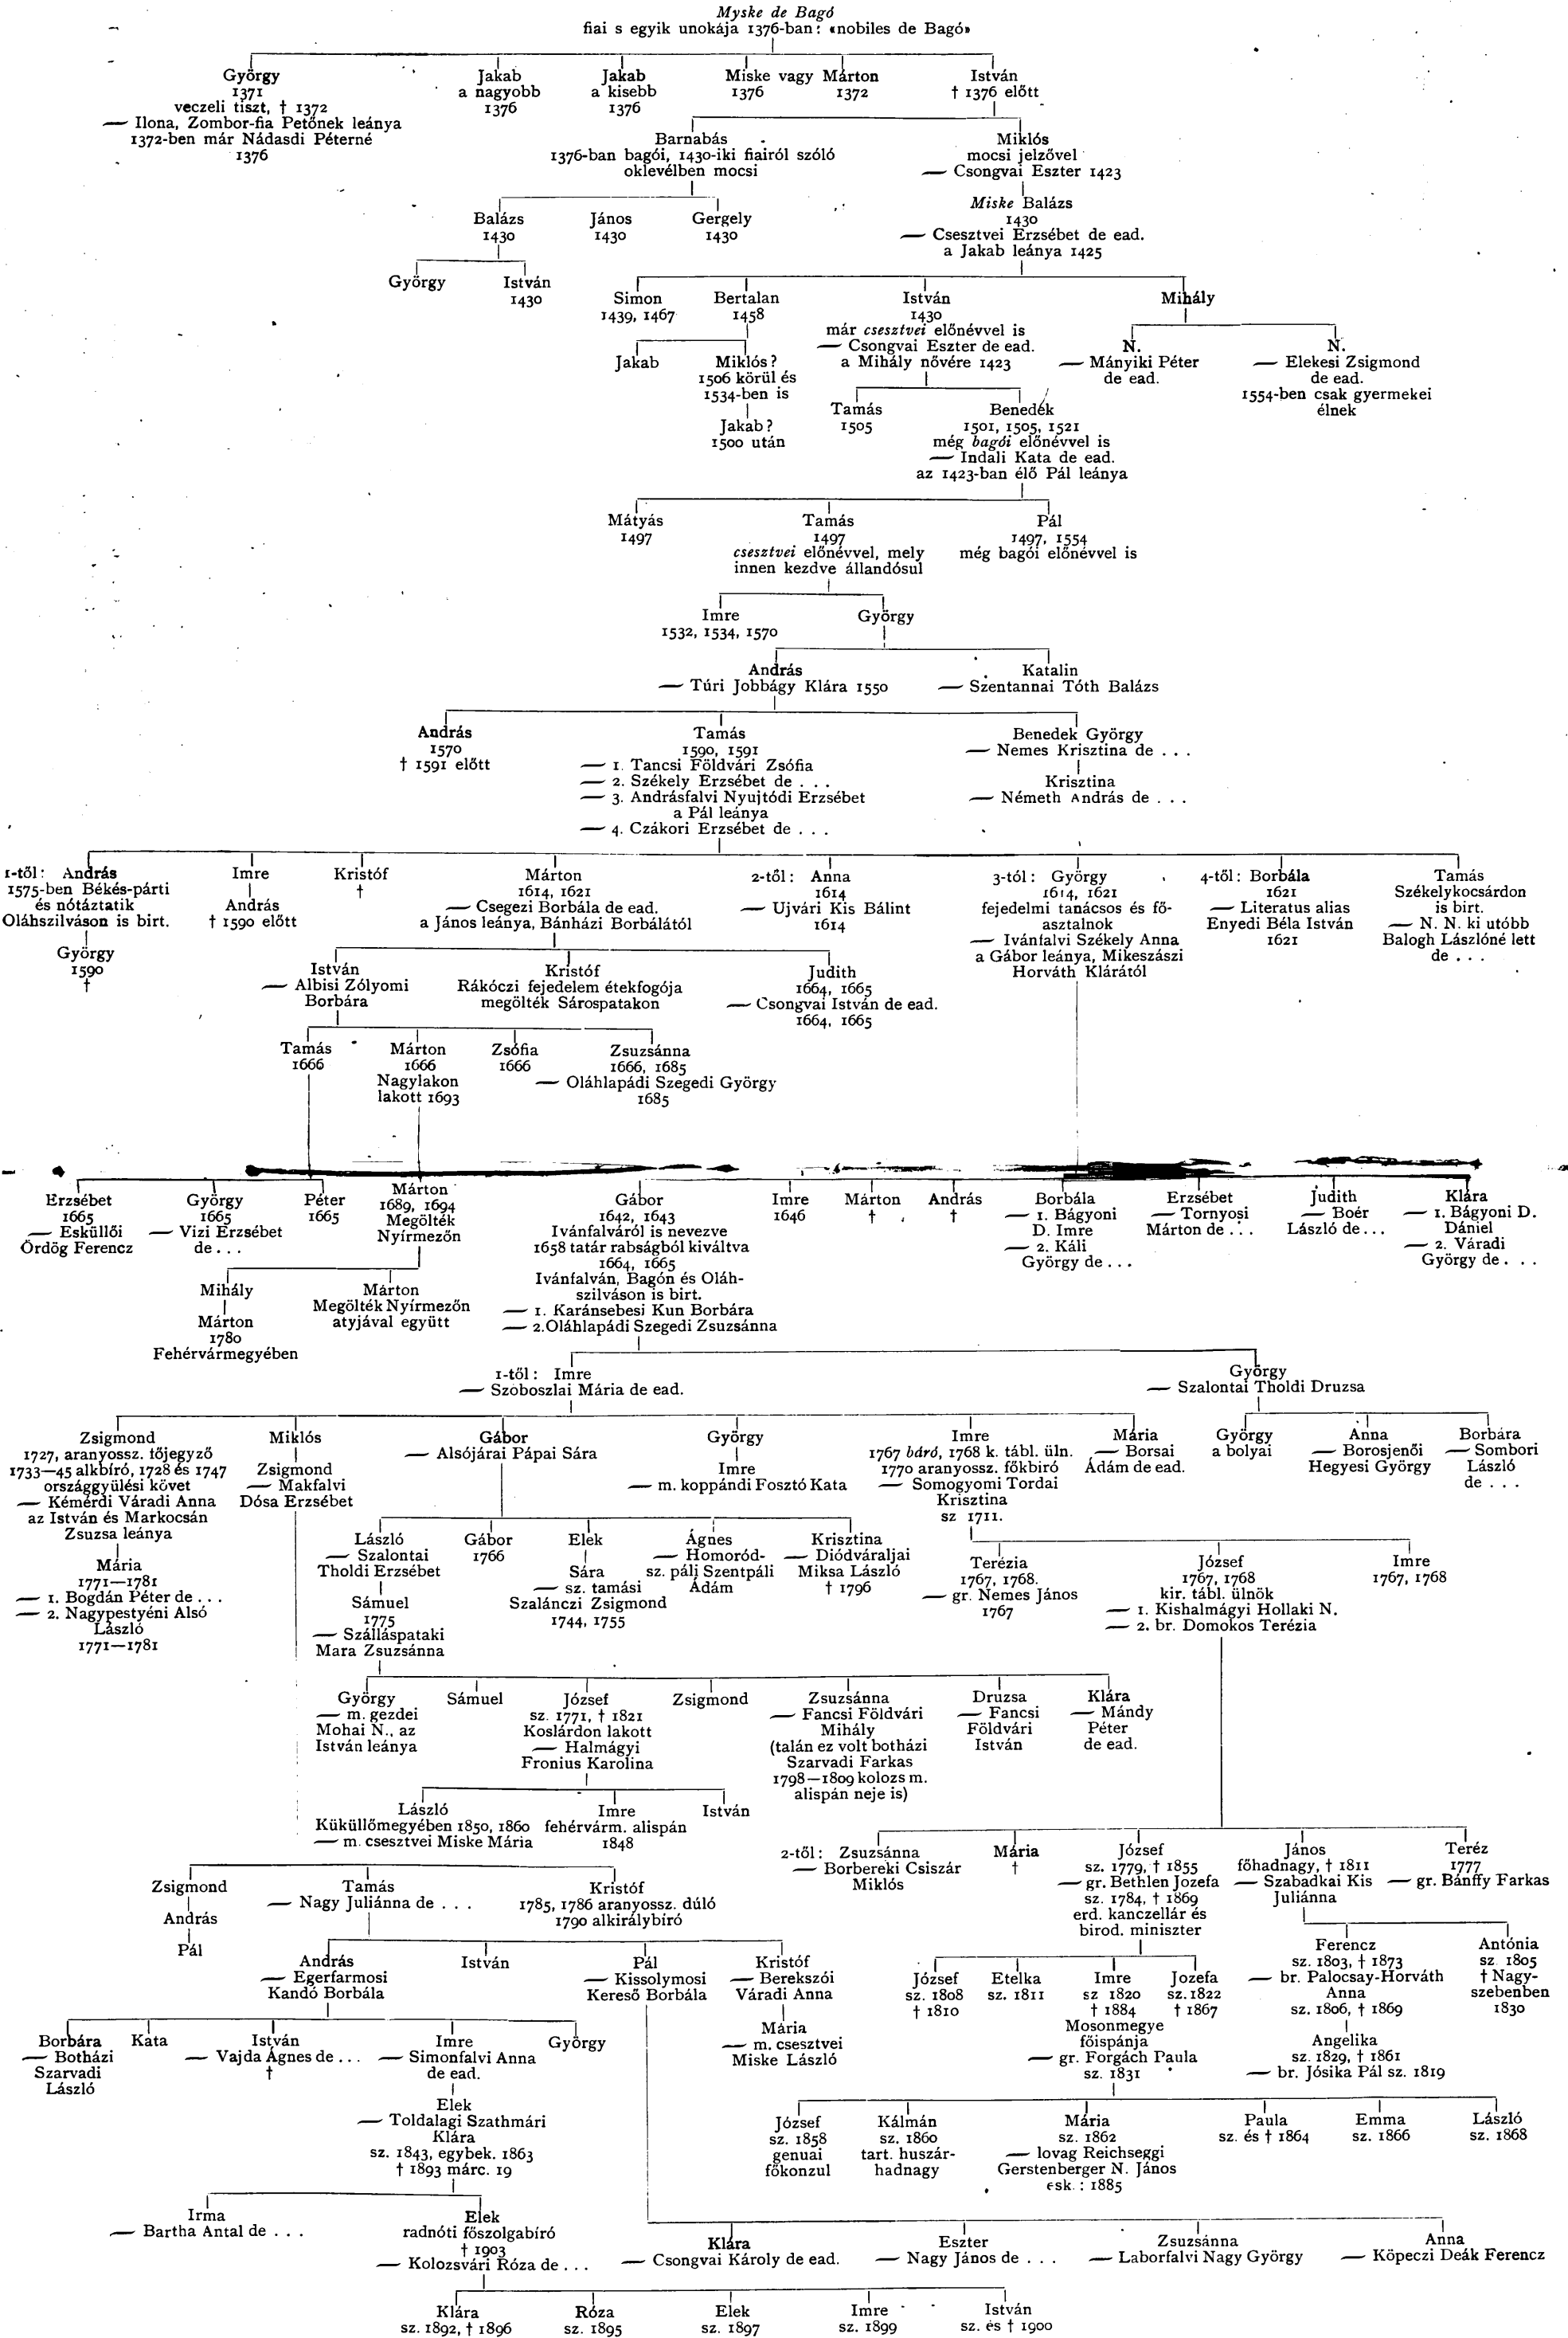 Myske de Bagó
fiai s egyik unokája 1376-ban: «nobiles de Bagó»
György
1371
veczeli tiszt, † 1372
— Ilona, Zombor-fia Petőnek leánya
1372-ben már Nádasdi Péterné
1376
Jakab
a nagyobb
1376
Jakab
a kisebb
1376
Miske vagy Márton
1376 1372
István
† 1376 előtt
Barnabás
1376-ban bagói, 1430-iki fiairól szóló
oklevélben mocsi
Miklós
mocsi jelzővel
— Csongvai Eszter 1423
Balázs
1430
János
1430
Gergely
1430
Miske Balázs
1430
— Csesztvei Erzsébet de ead.
a Jakab leánya 1425
György
István
1430
Simon
1439, 1467
Bertalan
1458
István
1430
már csesztvei előnévvel is
— Csongvai Eszter de ead.
a Mihály nővére 1423
Mihály
Jakab
Miklós?
1506 körül és
1534-ben is
Jakab?
1500 után
N.
— Mányiki Péter
de ead.
N.
— Elekesi Zsigmond
de ead.
1554-ben csak gyermekei
élnek
Tamás
1505
Benedek
1501, 1505, 1521
még bagói előnévvel is
— Indali Kata de ead.
az 1423-ban élő Pál leánya
Mátyás
1497
Tamás
1497
csesztvei előnévvel, mely
innen kezdve állandósul
Pál
1497, 1554
még bagói előnévvel is
Imre
1532, 1534, 1570
György
András
— Túri Jobbágy Klára 1550
Katalin
— Szentannai Tóth Balázs
András
1570
† 1591 előtt
Tamás
1590, 1591
— 1. Tancsi Földvári Zsófia
— 2. Székely Erzsébet de . . .
— 3. Andrásfalvi Nyujtódi Erzsébet
a Pál leánya
— 4. Czákori Erzsébet de . . .
Benedek György
— Nemes Krisztina de . . .
Krisztina
— Németh András de . . .
1-től: András
1575-ben Békés-párti
és nótáztatik
Oláhszilváson is birt.
György
1590
†
Imre
András
† 1590 előtt
Kristóf
†
Márton
1614, 1621
— Csegezi Borbála de ead.
a János leánya, Bánházi Borbálától
2-től: Anna
1614
— Ujvári Kis Bálint
1614
3-tól: György
1614, 1621
fejedelmi tanácsos és fő-
asztalnok
— Ivánfalvi Székely Anna
a Gábor leánya, Mikeszászi
Horváth Klárától
4-től: Borbála
1621
— Literatus alias
Enyedi Béla István
1621
Tamás
Székelykocsárdon
is birt.
— N. N. ki utóbb
Balogh Lászlóné lett
de . . .
István
— Albisi Zólyomi
Borbára
Kristóf
Rákóczi fejedelem étekfogója
megölték Sárospatakon
Judith
1664, 1665
— Csongvai István de ead.
1664, 1665
Tamás
1666
Márton
1666
Nagylakon
lakott 1693
Zsófia
1666
Zsuzsánna
1666, 1685
— Oláhlapádi Szegedi György
1685
Erzsébet
1665
— Esküllői
Ördög Ferencz
György
1665
— Vizi Erzsébet
de . . .
Péter
1665
Márton
1689, 1694
Megölték
Nyírmezőn
Gábor
1642, 1643
Ivánfalváról is nevezve
1658 tatár rabságból kiváltva
1664, 1665
Ivánfalván, Bagón és Oláh-
szilváson is birt.
— 1. Karánsebesi Kun Borbára
— 2. Oláhlapádi Szegedi Zsuzsánna
Imre
1646
Márton
†
András
†
Borbála
— 1. Bágyoni
D. Imre
— 2. Káli
György de . . .
Erzsébet
— Tornyosi
Márton de . . .
Judith
— Boér
László de . . .
Klára
— 1. Bágyoni D.
Dániel
— 2. Váradi
György de . . .
Mihály
Márton
1780
Fehérvármegyében
Márton
Megölték Nyírmezőn
atyjával együtt
1-től: Imre
— Szoboszlai Mária de ead.
György
— Szalontai Tholdi Druzsa
Zsigmond
1727, aranyossz. főjegyző
1733—45 alkbíró, 1728 és 1747
országgyülési követ
— Kémérdi Váradi Anna
az István és Markocsán
Zsuzsa leánya
Mária
1771—1781
— 1. Bogdán Péter de . . .
— 2. Nagypestyéni Alsó
László
1771—1781
Miklós
Zsigmond
— Makfalvi
Dósa Erzsébet
Gábor
— Alsójárai Pápai Sára
György
Imre
— m. koppándi Fosztó Kata
Imre
1767 báró, 1768 k. tábl. üln.
1770 aranyossz. főkbiró
— Somogyomi Tordai
Krisztina
sz 1711.
Mária
— Borsai
Ádám de ead.
György
a bolyai
Anna
— Borosjenői
Hegyesi György
Borbára
— Sombori
László
de . . .
László
— Szalontai
Tholdi Erzsébet
Sámuel
1775
— Szálláspataki
Mara Zsuzsánna
Gábor
1766
Elek
Sára
— sz. tamási
Szalánczi Zsigmond
1744, 1755
Ágnes
— Homoród-
sz. pálj Szentpáli
Ádám
Krisztina
— Diódváraljai
Miksa László
† 1796
Terézia
1767, 1768.
— gr. Nemes János
1767
József
1767, 1768
kir. tábl. ülnök
— 1. Kishalmágyi Hollaki N.
— 2. br. Domokos Terézia
Imre
1767, 1768
György
— m. gezdei
Mohai N., az
István leánya
Sámuel
József
sz. 1771, † 1821
Koslárdon lakott
— Halmágyi
Fronius Karolina
Zsigmond
Zsuzsánna
— Fancsi Földvári
Mihály
(talán ez volt botházi
Szarvadi Farkas
1798—1809 kolozs m.
alispán neje is)
Druzsa
— Fancsi
Földvári
István
Klára
— Mándy
Péter
de ead.
László
Küküllőmegyében 1850, 1860
— m. csesztvei Miske Mária
Imre
fehérvárm. alispán
1848
István
2-től: Zsuzsánna
— Borbereki Csiszár
Miklós
Mária
†
József
sz. 1779, † 1855
— gr. Bethlen Jozefa
sz. 1784, † 1869
erd. kanczellár és
birod. miniszter
János
főhadnagy, † 1811
— Szabadkai Kis
Juliánna
Teréz
1777
— gr. Bánffy Farkas
Zsigmond
András
Pál
Tamás
— Nagy Juliánna de . . .
Kristóf
1785, 1786 aranyossz. dúló
1790 alkirálybíró
András
— Egerfarmosi
Kandó Borbála
István
Pál
— Kissolymosi
Kereső Borbála
Kristóf
— Berekszói
Váradi Anna
Mária
— m. csesztvei
Miske László
József
sz. 1808
† 1810
Etelka
sz. 1811
Imre
sz 1820
† 1884
Mosonmegye
főispánja
— gr. Forgách Paula
sz. 1831
Jozefa
sz. 1822
† 1867
Ferencz
sz. 1803, † 1873
— br. Palocsay-Horváth
Anna
sz. 1806, † 1869
Angelika
sz. 1829, † 1861
— br. Jósika Pál sz. 1819
Antónia
sz 1805
† Nagy-
szebenben
1830
Borbára
— Botházi
Szarvadi
László
Kata
István
— Vajda Ágnes de . . .
†
Imre
— Simonfalvi Anna
de ead.
György
Elek
— Toldalagi Szathmári
Klára
sz. 1843, egybek. 1863
† 1893 márc. 19
József
sz. 1858
genuai
főkonzul
Kálmán
sz. 1860
tart. huszár-
hadnagy
Mária
sz. 1862
— lovag Reichseggi
Gerstenberger N. János
esk. : 1885
Paula
sz. és † 1864
Emma
sz. 1866
László
sz. 1868
Irma
— Bartha Antal de . . .
Elek
radnóti főszolgabíró
† 1903
— Kolozsvári Róza de . . .
Klára
— Csongvai Károly de ead.
Eszter
— Nagy János de . . .
Zsuzsánna
— Laborfalvi Nagy György
Anna
— Köpeczi Deák Ferencz
Klára
sz. 1892, † 1896
Róza
sz. 1895
Elek
sz. 1897
Imre
sz. 1899
István
sz. és † 1900